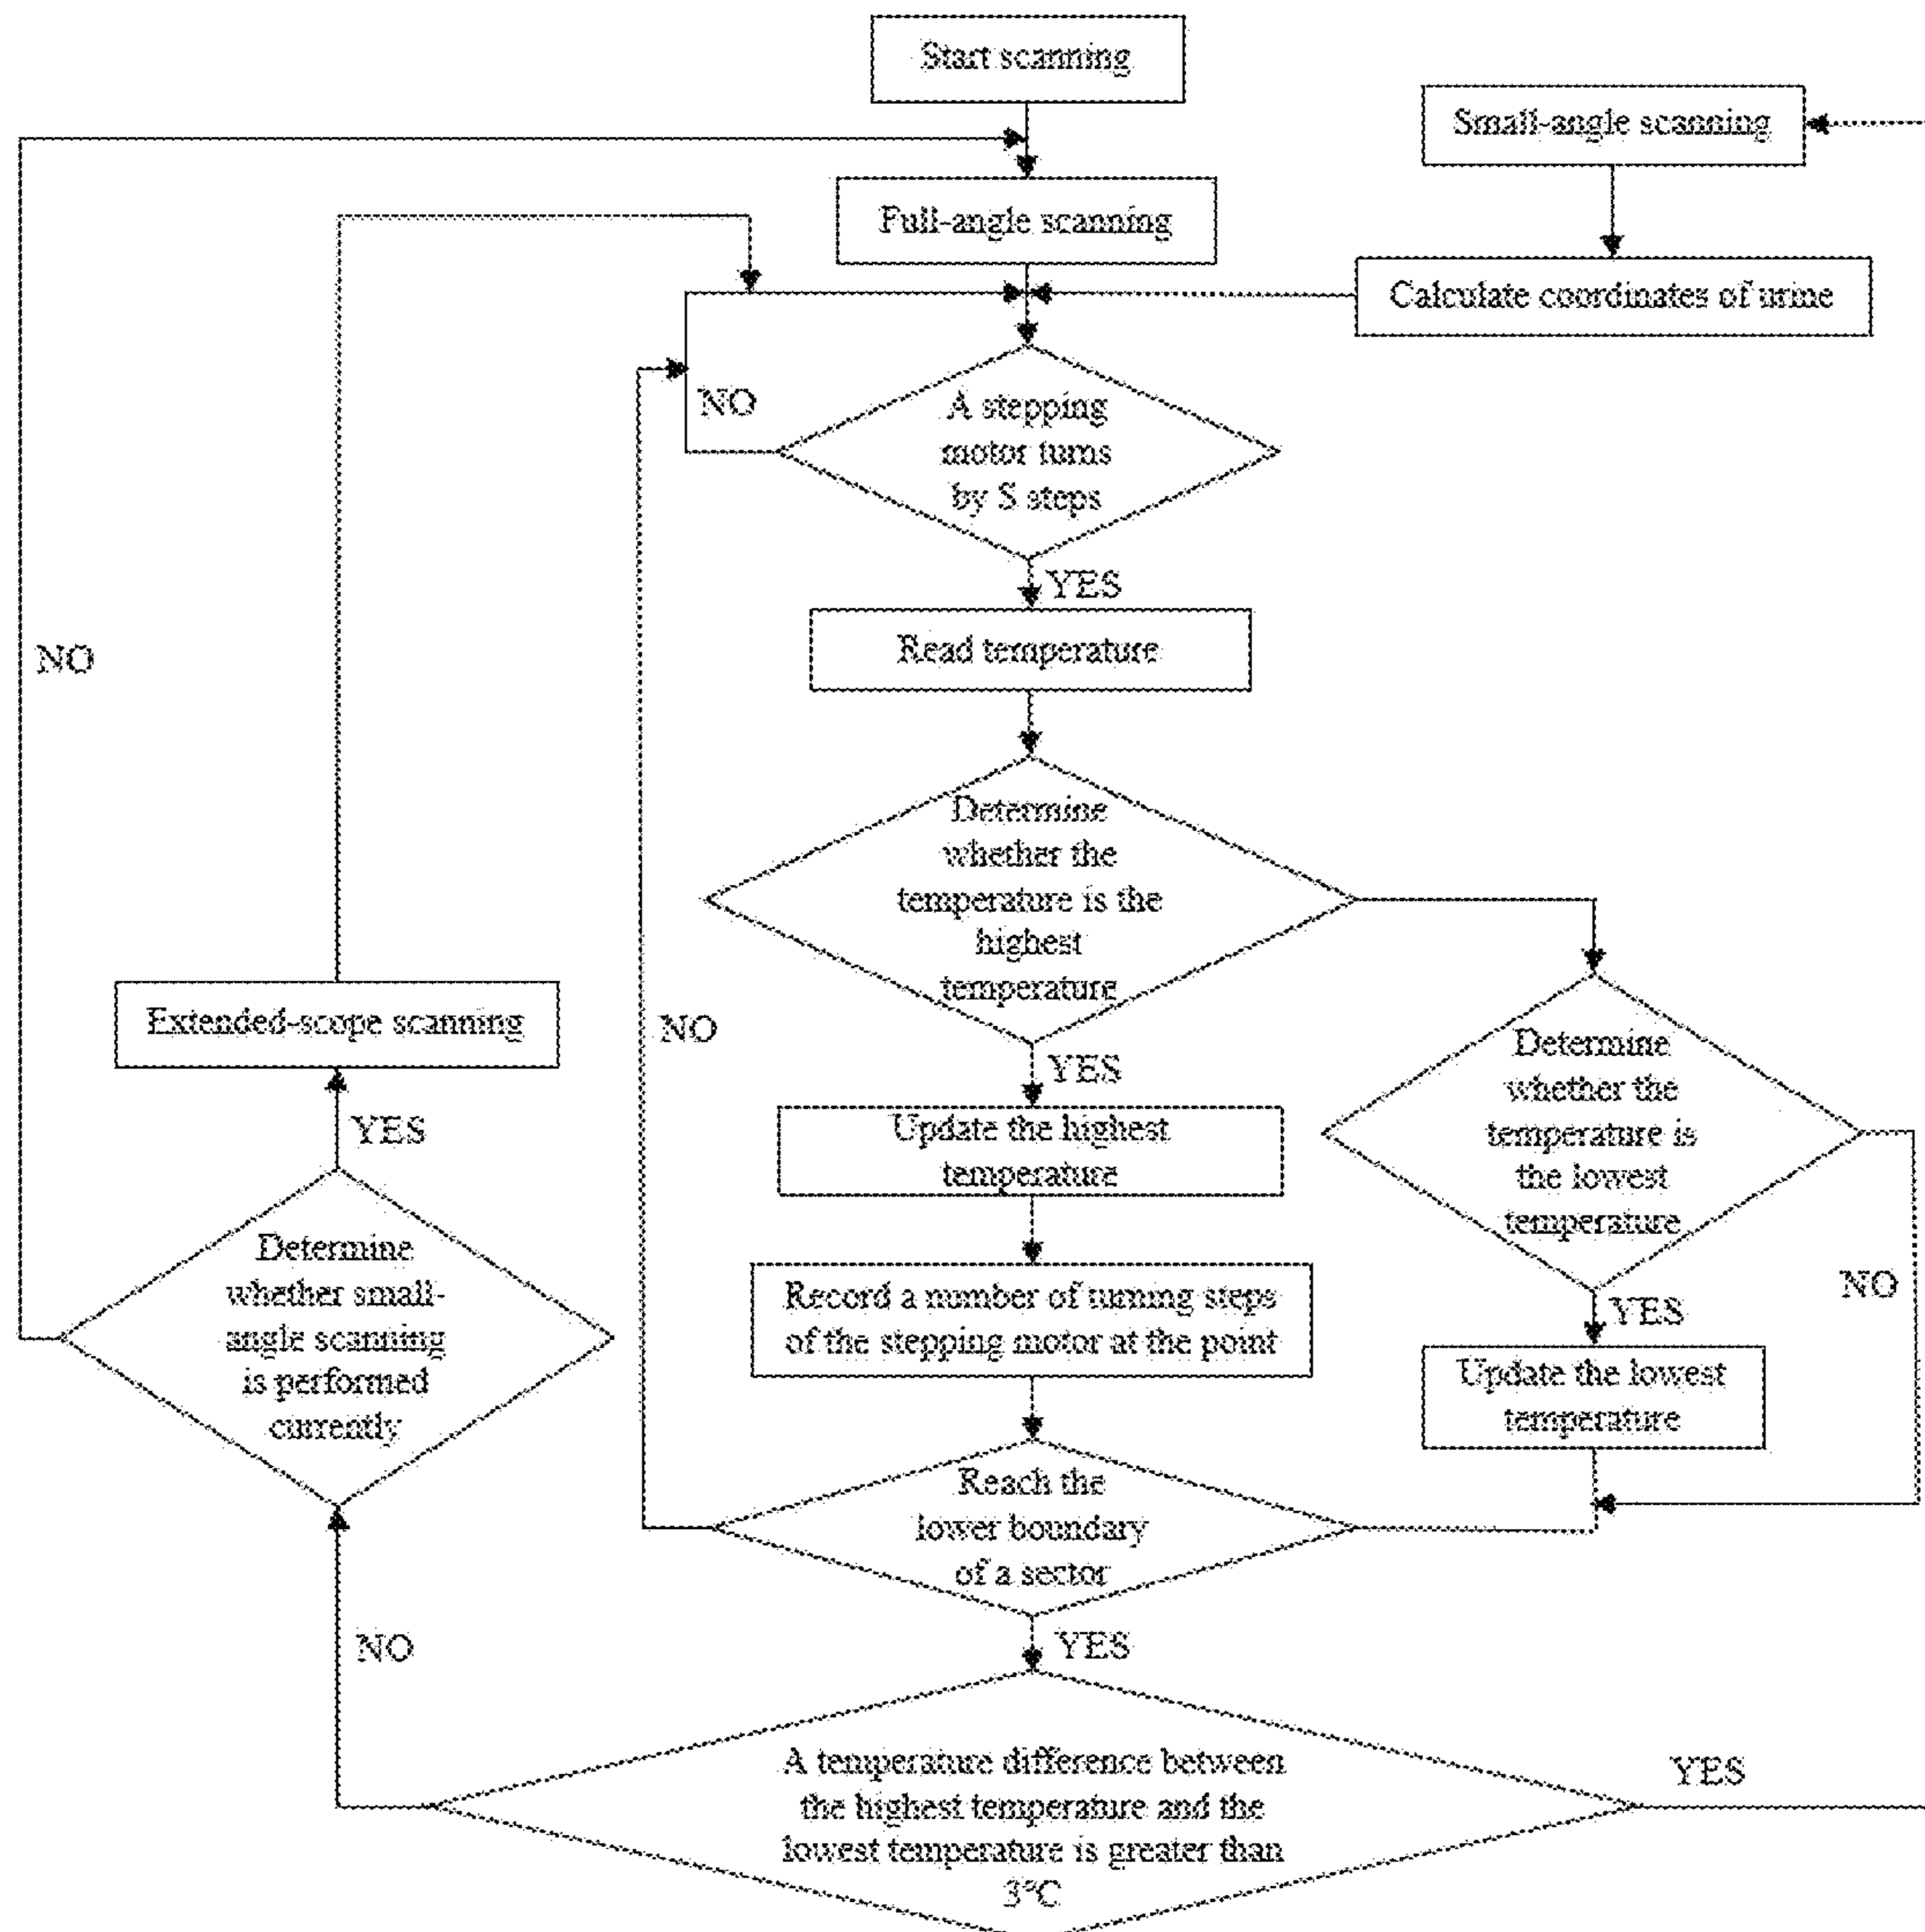 Start scanning
Small-angle scanning
Full-angle scanning
Calculate coordinates of urine
A stepping
motor turns
by S steps
NO
YES
NO
Read temperature
Determine
whether the
temperature is the
highest
temperature
Extended-scope scanning
NO
YES
Determine
whether the
temperature is
the lowest
temperature
YES
Update the highest
temperature
Determine
whether small-
angle scanning
is performed
currently
Record a number of turning steps
of the stepping motor at the point
NO
YES
Update the lowest
temperature
Reach the
lower boundary
of a sector
NO
YES
A temperature difference between
the highest temperature and the
lowest temperature is greater than
3°C
YES